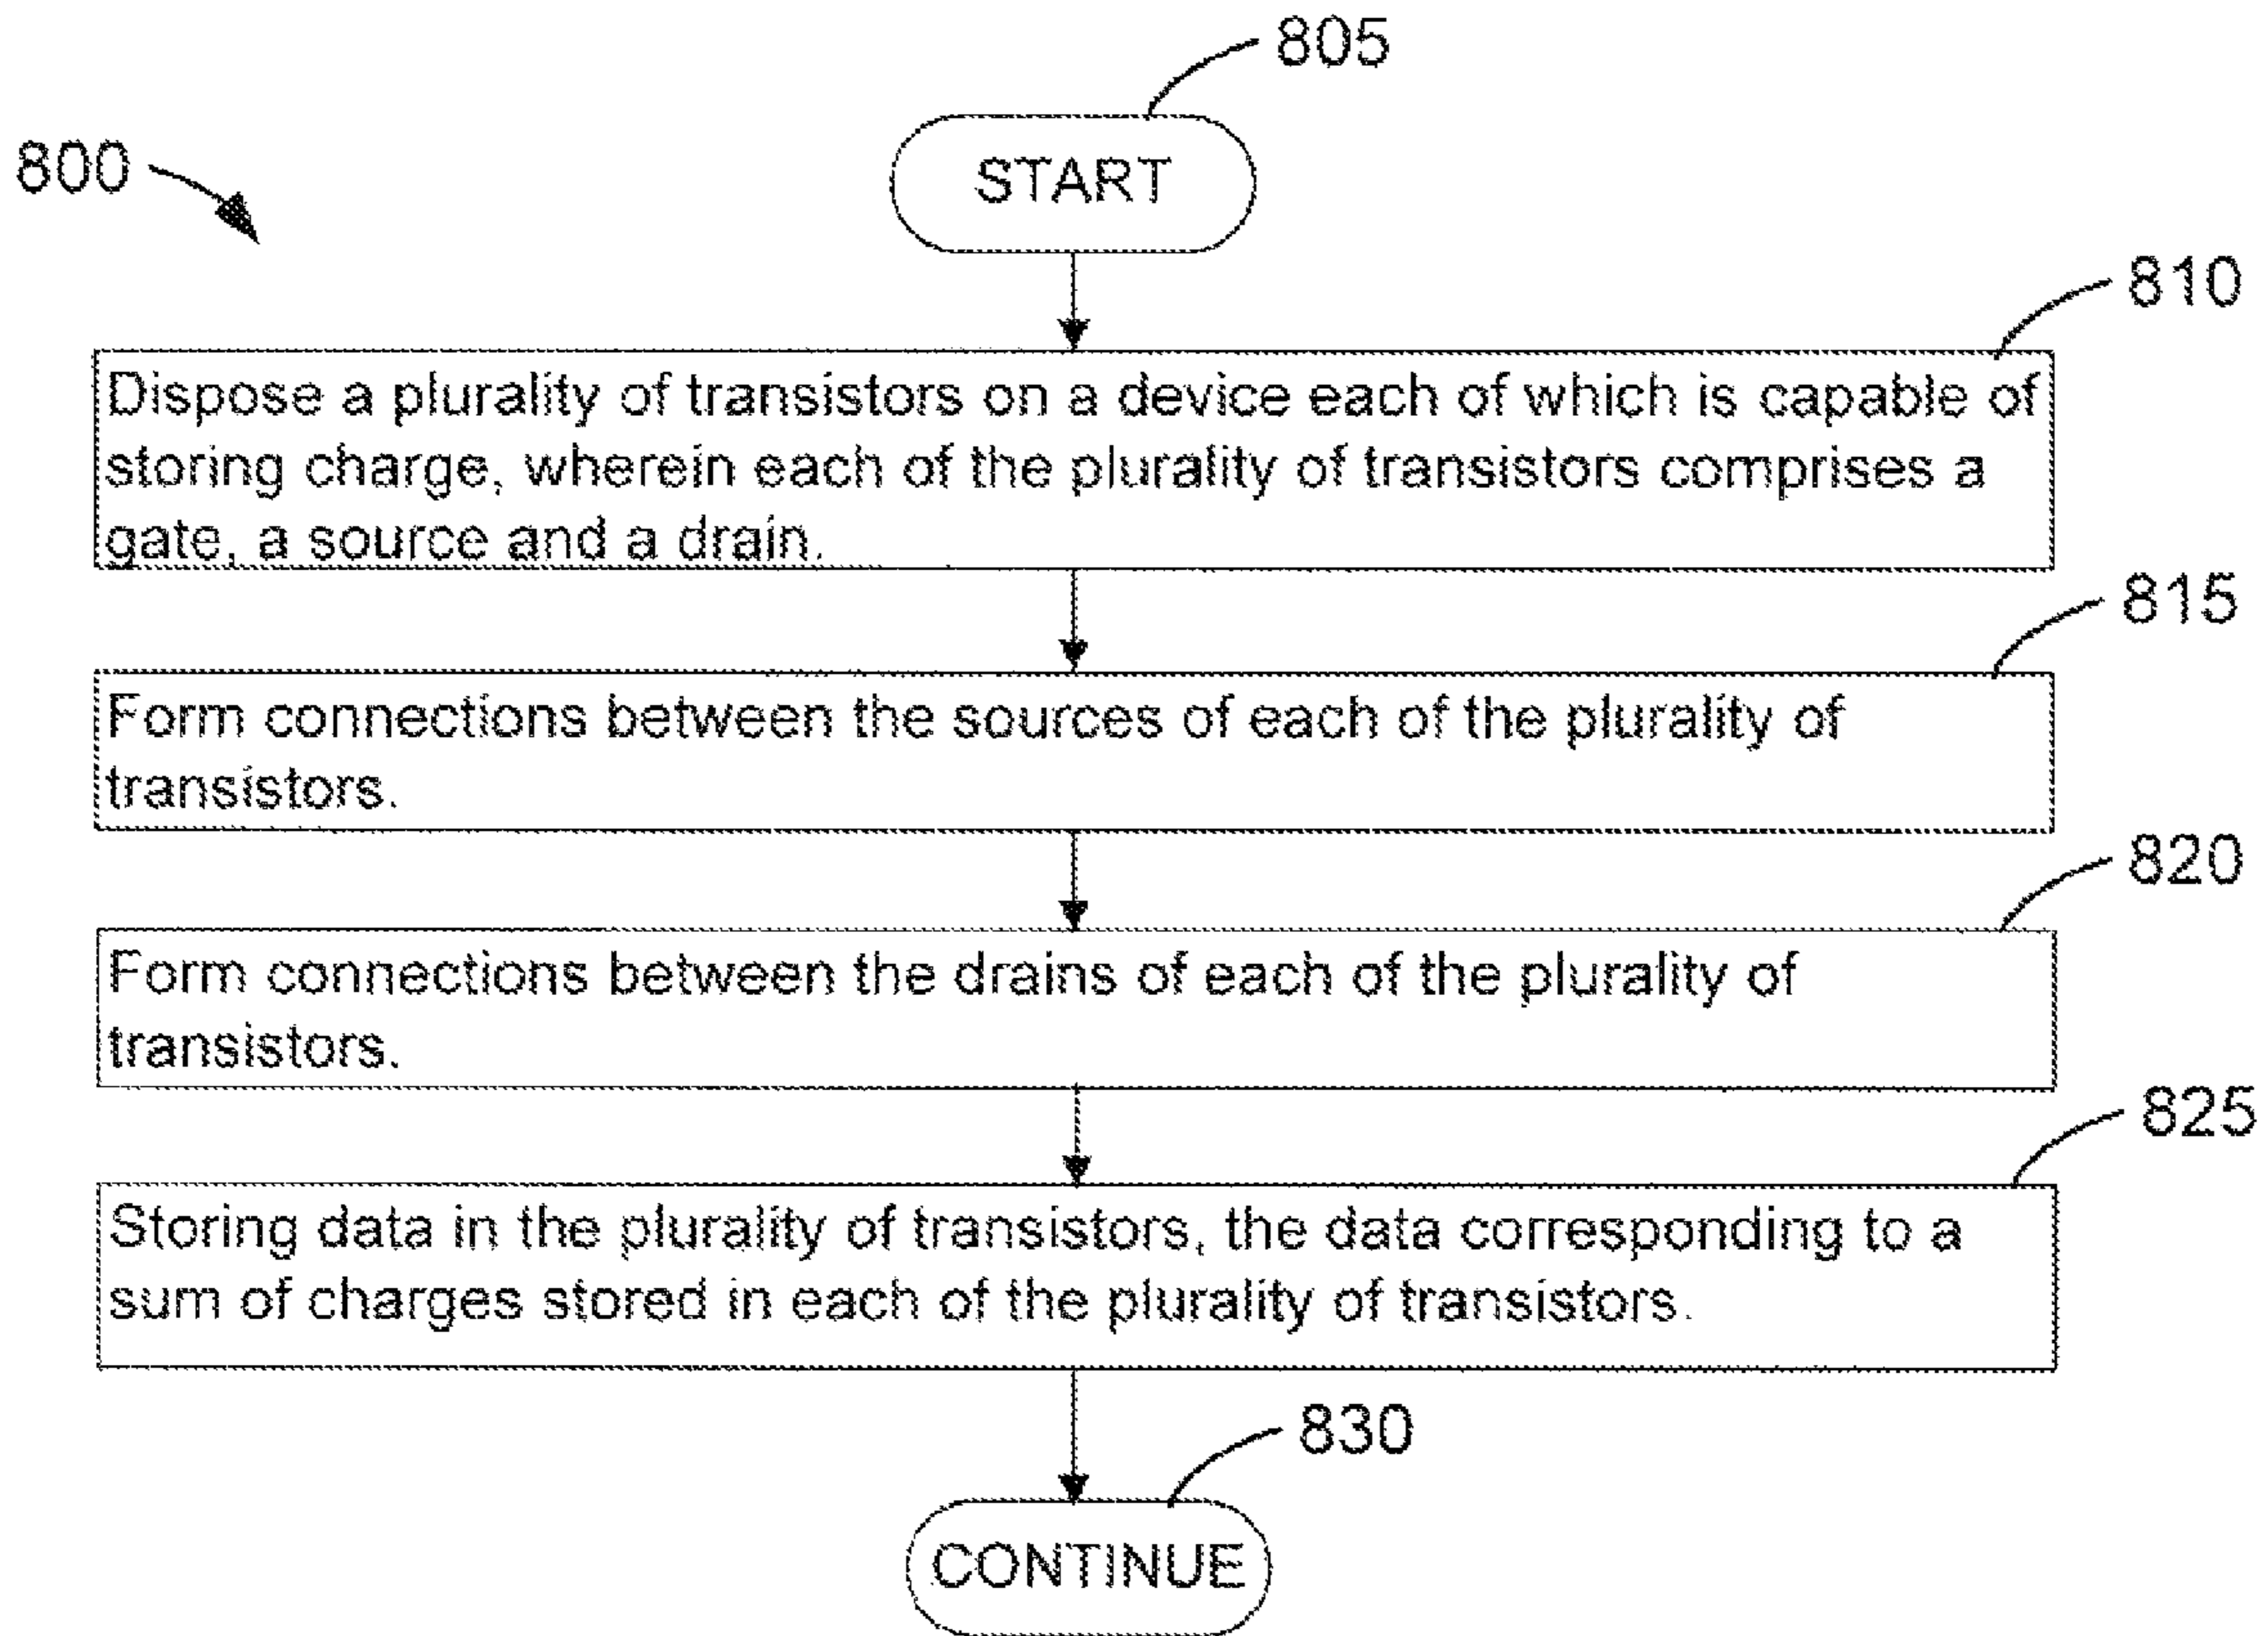 805
800
START
810
Dispose a plurality of transistors on a device each of which is capable of
storing charge, wherein each of the plurality of transistors comprises a
gate, a source and a drain.
815
Form connections between the sources of each of the plurality of
transistors.
820
Form connections between the drains of each of the plurality of
transistors.
825
Storing data in the plurality of transistors, the data corresponding to a
sum of charges stored in each of the plurality of transistors.
830
CONTINUE